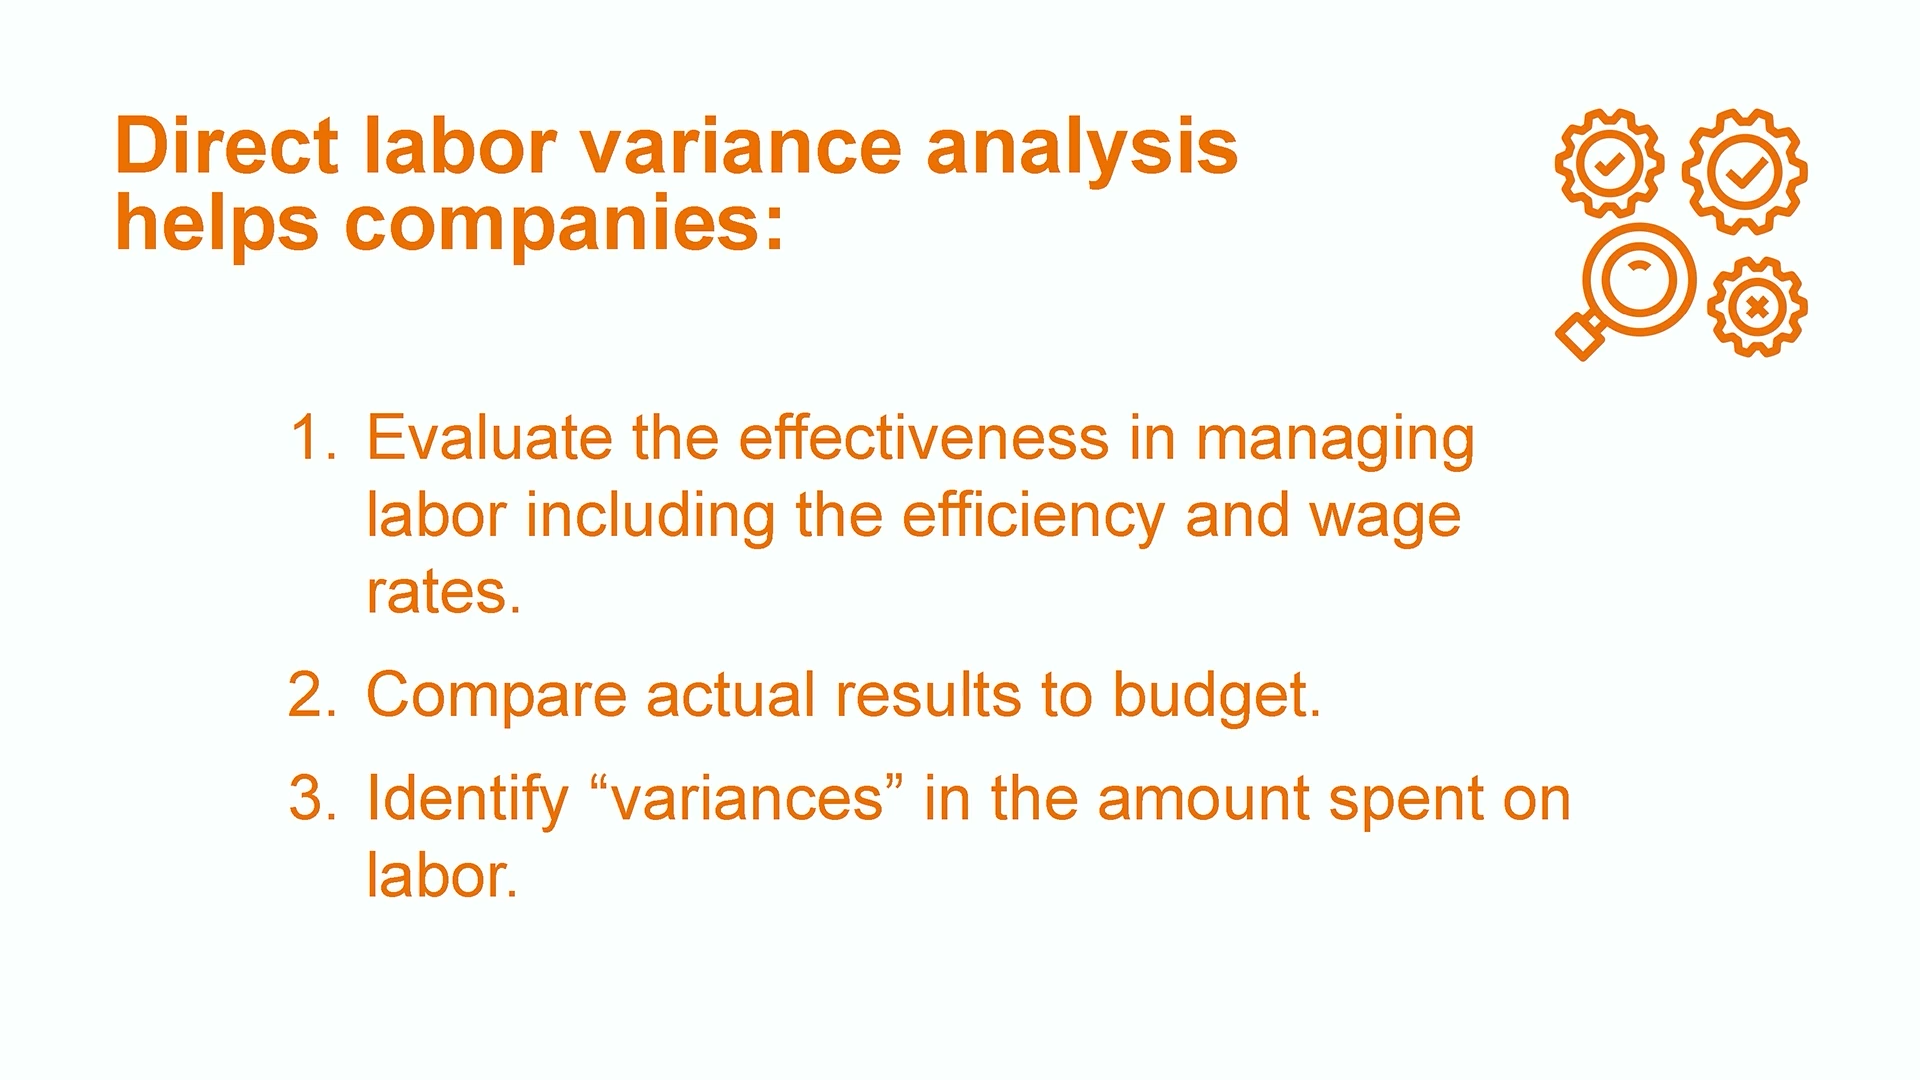 Direct labor variance analysis
helps companies:
1. Evaluate the effectiveness in managing
labor including the efficiency and wage
rates.
2. Compare actual results to budget.
3. Identify “variances” in the amount spent on
labor.